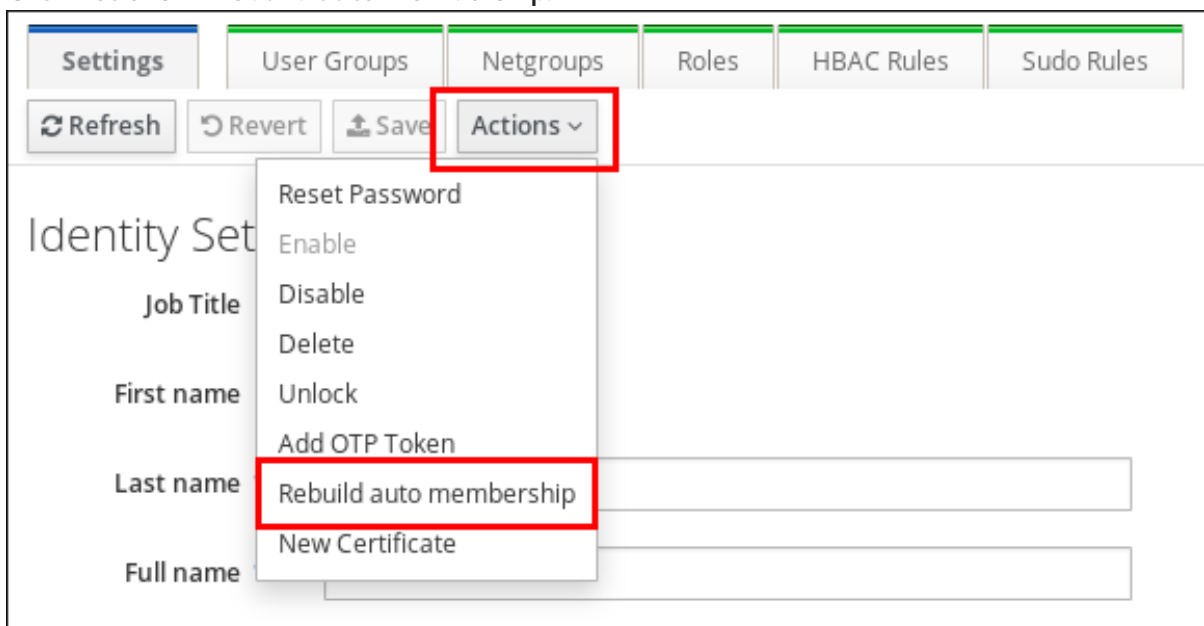 Settings User Groups Netgroups Roles HBAC Rules Sudo Rules
Refresh Revert Save Actions
Reset Password
Identity Set
Enable
Job Title Disable
Delete
First name Unlock
Add OTP Token
Last name Rebuild auto membership
New Certificate
Full name